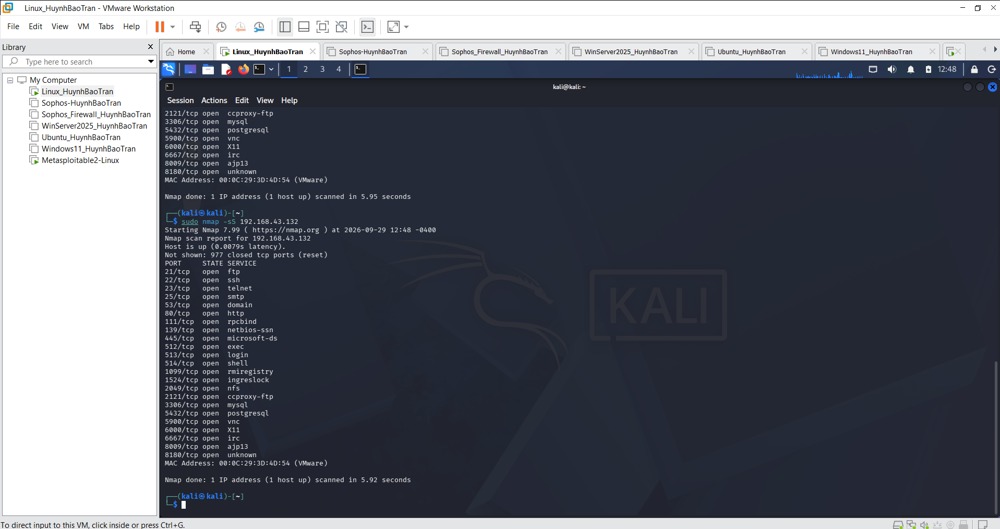 Linux_HuynhBaoTran - VMware Workstation
File Edit View VM Tabs Help
Library
Type here to search
My Computer
Linux_HuynhBaoTran
Sophos-HuynhBaoTran
Sophos_Firewall_HuynhBaoTran
WinServer2025_HuynhBaoTran
Ubuntu_HuynhBaoTran
Windows11_HuynhBaoTran
Metasploitable2-Linux
Home Linux_HuynhBaoTran Sophos-HuynhBaoTran Sophos_Firewall_HuynhBaoTran WinServer2025_HuynhBaoTran Ubuntu_HuynhBaoTran Windows11_HuynhBaoTran
1 2 3 4 12:48
kali@kali: ~
Session Actions Edit View Help
2121/tcp open  ccproxy-ftp
3306/tcp open  mysql
5432/tcp open  postgresql
5900/tcp open  vnc
6000/tcp open  X11
6667/tcp open  irc
8009/tcp open  ajp13
8180/tcp open  unknown
MAC Address: 00:0C:29:3D:4D:54 (VMware)
Nmap done: 1 IP address (1 host up) scanned in 5.95 seconds
┌──(kali㉿kali)-[~]
└─$ sudo nmap -sS 192.168.43.132
Starting Nmap 7.99 ( https://nmap.org ) at 2026-09-29 12:48 -0400
Nmap scan report for 192.168.43.132
Host is up (0.0079s latency).
Not shown: 977 closed tcp ports (reset)
PORT     STATE SERVICE
21/tcp   open  ftp
22/tcp   open  ssh
23/tcp   open  telnet
25/tcp   open  smtp
53/tcp   open  domain
80/tcp   open  http
111/tcp  open  rpcbind
139/tcp  open  netbios-ssn
445/tcp  open  microsoft-ds
512/tcp  open  exec
513/tcp  open  login
514/tcp  open  shell
1099/tcp open  rmiregistry
1524/tcp open  ingreslock
2049/tcp open  nfs
2121/tcp open  ccproxy-ftp
3306/tcp open  mysql
5432/tcp open  postgresql
5900/tcp open  vnc
6000/tcp open  X11
6667/tcp open  irc
8009/tcp open  ajp13
8180/tcp open  unknown
MAC Address: 00:0C:29:3D:4D:54 (VMware)
Nmap done: 1 IP address (1 host up) scanned in 5.92 seconds
┌──(kali㉿kali)-[~]
└─$
KALI
To direct input to this VM, click inside or press Ctrl+G.